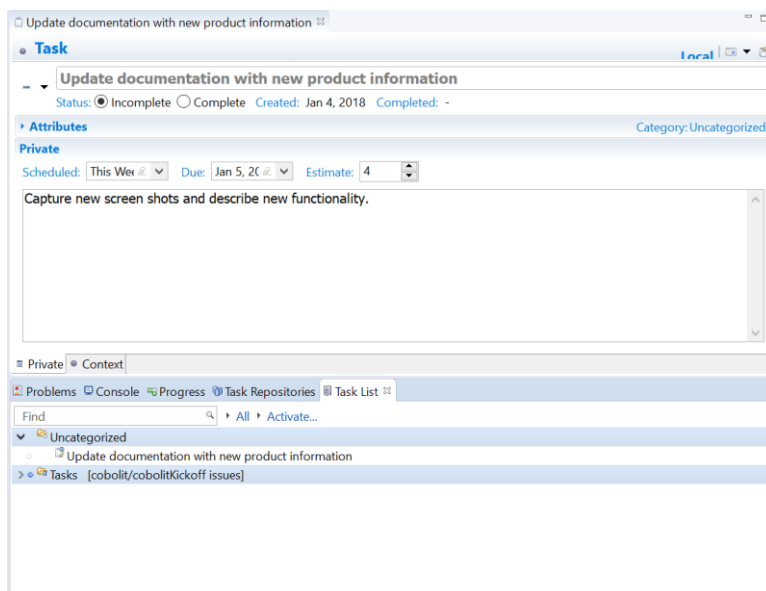 Update documentation with new product information
Task
Local
Update documentation with new product information
Status: Incomplete Complete Created: Jan 4, 2018 Completed: -
Attributes Category: Uncategorized
Private
Scheduled: This Wee Due: Jan 5, 20 Estimate: 4
Capture new screen shots and describe new functionality.
Private Context
Problems Console Progress Task Repositories Task List
Find All Activate...
Uncategorized
Update documentation with new product information
Tasks [cobolit/cobolitKickoff issues]